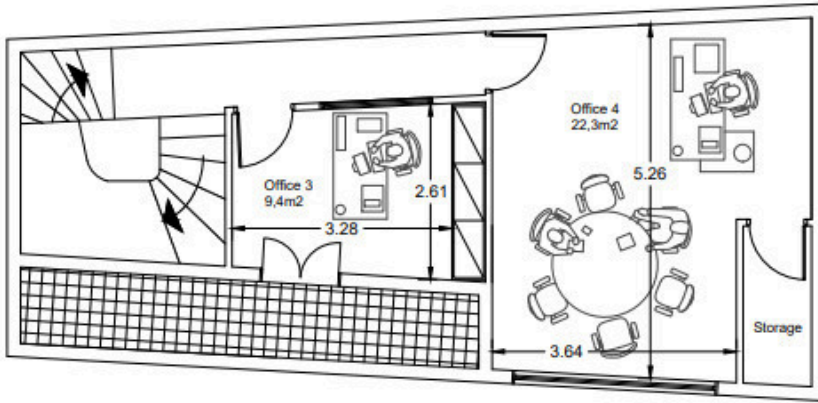 Office 4
22,3m2
5.26
Office 3
9,4m2
2.61
3.28
3.64
Storage